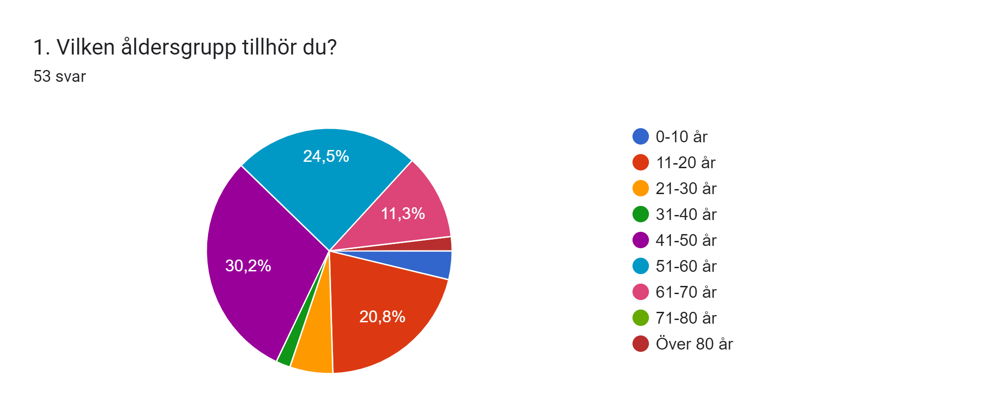 1. Vilken åldersgrupp tillhör du?
53 svar
24,5%
11,3%
30,2%
20,8%
0-10 år
11-20 år
21-30 år
31-40 år
41-50 år
51-60 år
61-70 år
71-80 år
Över 80 år